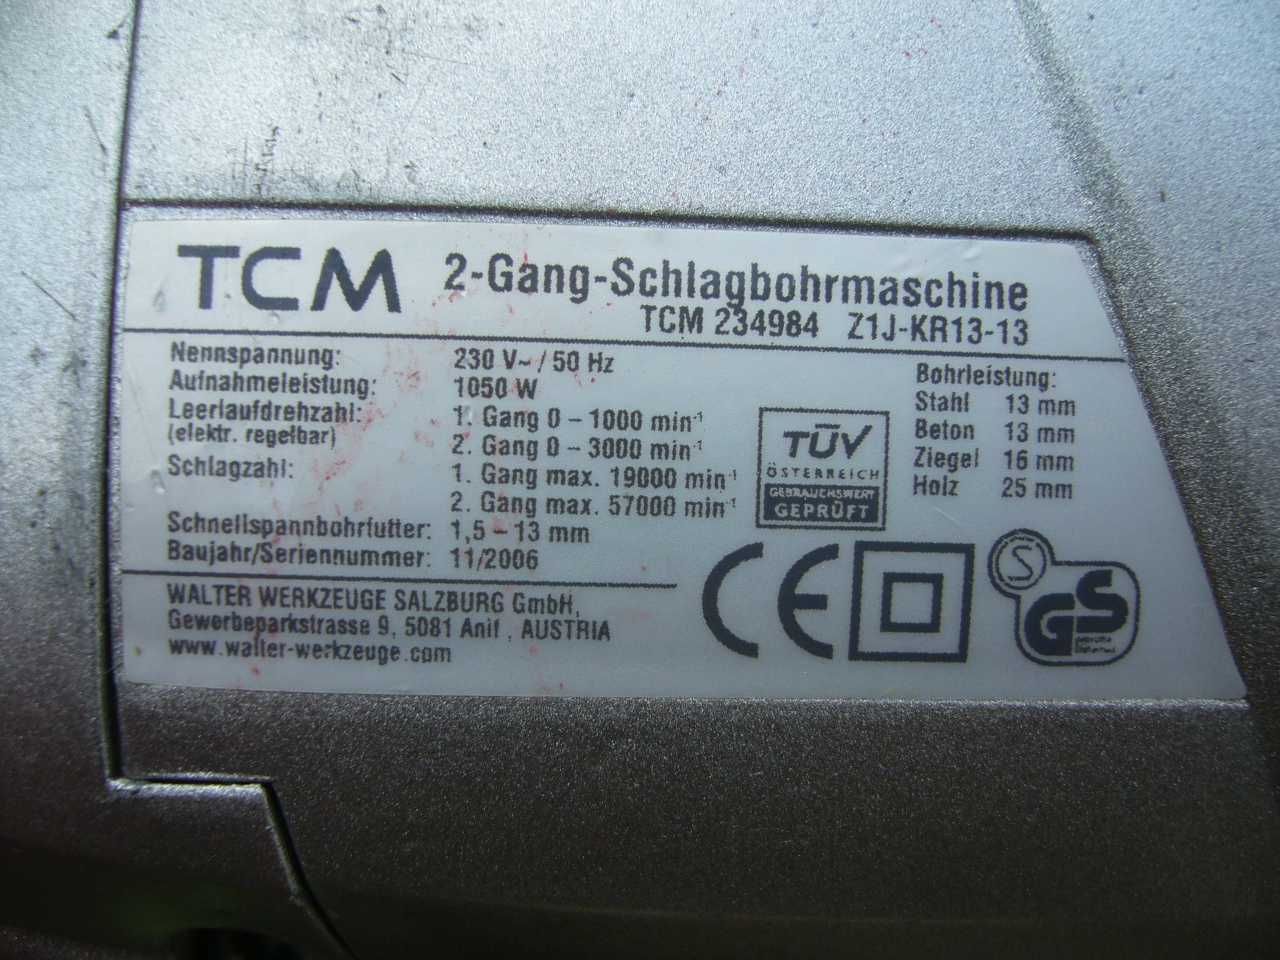 TCM 2-Gang-Schlagbohrmaschine
TCM 234984 Z1J-KR13-13
Nennspannung: 230 V~ / 50 Hz
Aufnahmeleistung: 1050 W
Leerlaufdrehzahl: 1. Gang 0 – 1000 min⁻¹
(elektr. regelbar) 2. Gang 0 – 3000 min⁻¹
Schlagzahl: 1. Gang max. 19000 min⁻¹
2. Gang max. 57000 min⁻¹
Schnellspannbohrfutter: 1,5 – 13 mm
Baujahr/Seriennummer: 11/2006
Bohrleistung:
Stahl 13 mm
Beton 13 mm
Ziegel 16 mm
Holz 25 mm
TÜV
ÖSTERREICH
GEBRAUCHSWERT
GEPRÜFT
CE
S
GS
WALTER WERKZEUGE SALZBURG GmbH,
Gewerbeparkstrasse 9, 5081 Anif , AUSTRIA
www.walter-werkzeuge.com